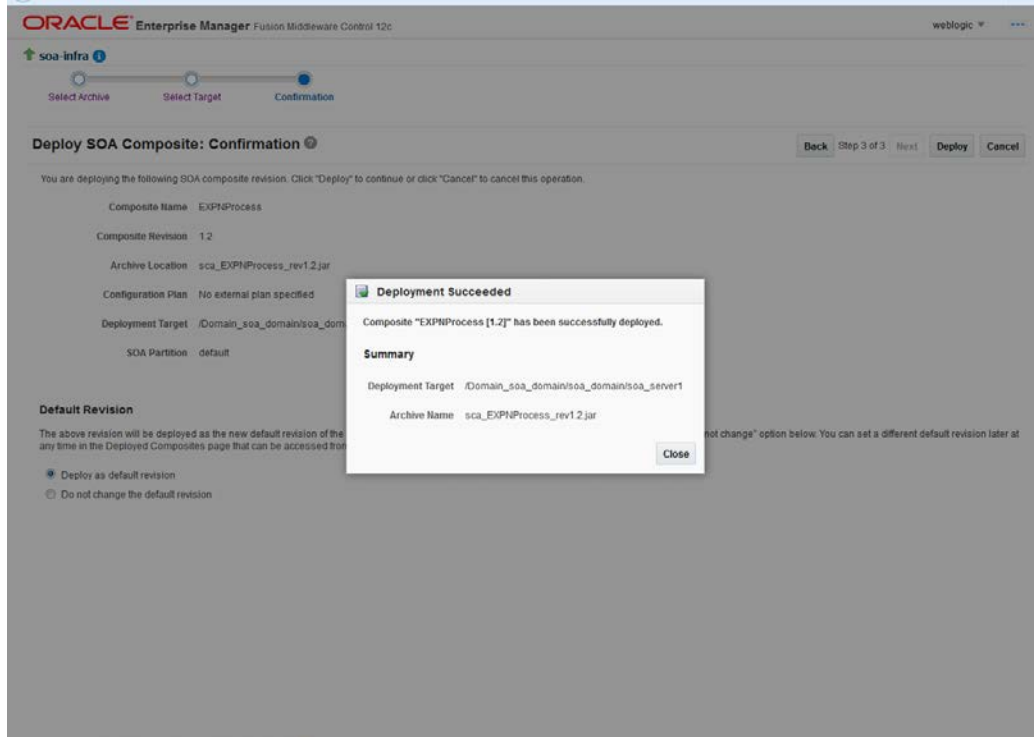 ORACLE Enterprise Manager Fusion Middleware Control 12c
weblogic
soa-infra
Select Archive Select Target Confirmation
Deploy SOA Composite: Confirmation
Back Step 3 of 3 Next Deploy Cancel
You are deploying the following SOA composite revision. Click "Deploy" to continue or click "Cancel" to cancel this operation.
Composite Name EXPNProcess
Composite Revision 1.2
Archive Location sca_EXPNProcess_rev1.2.jar
Configuration Plan No external plan specified
Deployment Target /Domain_soa_domain/soa_dom
SOA Partition default
Deployment Succeeded
Composite "EXPNProcess [1.2]" has been successfully deployed.
Summary
Deployment Target /Domain_soa_domain/soa_domain/soa_server1
Archive Name sca_EXPNProcess_rev1.2.jar
Close
Default Revision
The above revision will be deployed as the new default revision of the not change" option below. You can set a different default revision later at
any time in the Deployed Composites page that can be accessed from
Deploy as default revision
Do not change the default revision